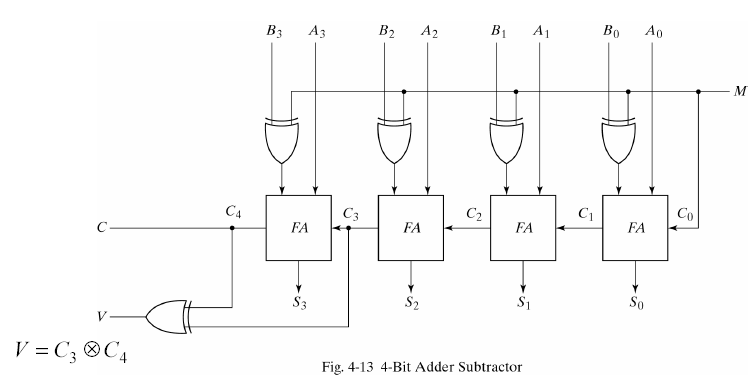 B₃ A₃ B₂ A₂ B₁ A₁ B₀ A₀
M
C₄ C₃ C₂ C₁ C₀
C FA FA FA FA
S₃ S₂ S₁ S₀
V
V = C₃ ⊗ C₄
Fig. 4-13 4-Bit Adder Subtractor